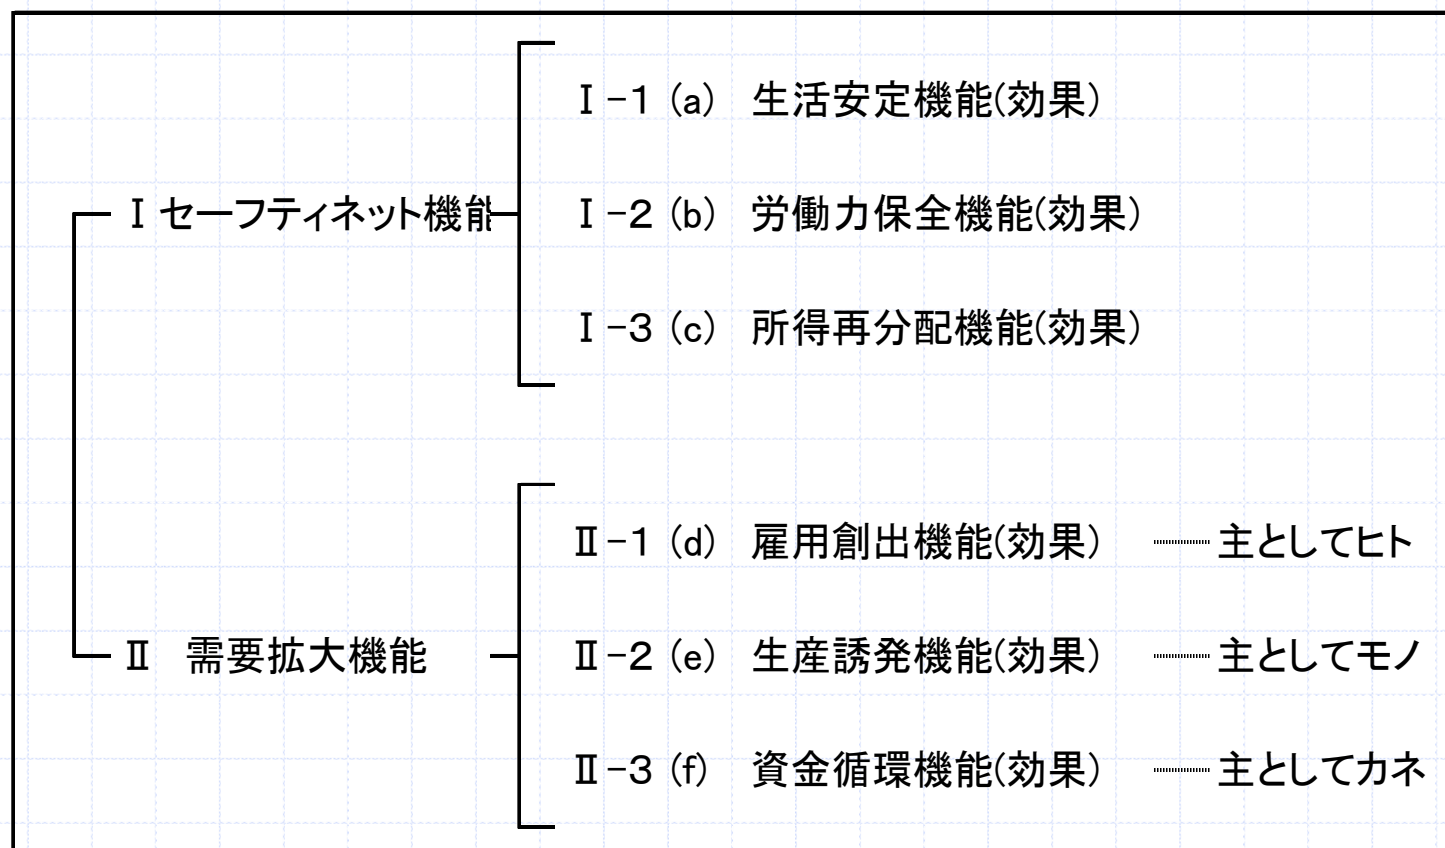 Ⅰ-1 (a) 生活安定機能(効果)
Ⅰ セーフティネット機能
Ⅰ-2 (b) 労働力保全機能(効果)
Ⅰ-3 (c) 所得再分配機能(効果)
Ⅱ-1 (d) 雇用創出機能(効果) 主としてヒト
Ⅱ 需要拡大機能
Ⅱ-2 (e) 生産誘発機能(効果) 主としてモノ
Ⅱ-3 (f) 資金循環機能(効果) 主としてカネ